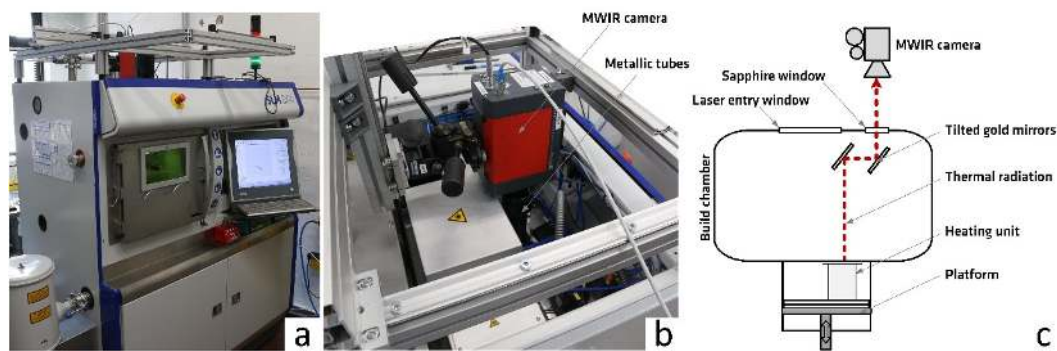 MWIR camera
Metallic tubes
MWIR camera
Sapphire window
Laser entry window
Tilted gold mirrors
Thermal radiation
Build chamber
Heating unit
Platform
a
b
c